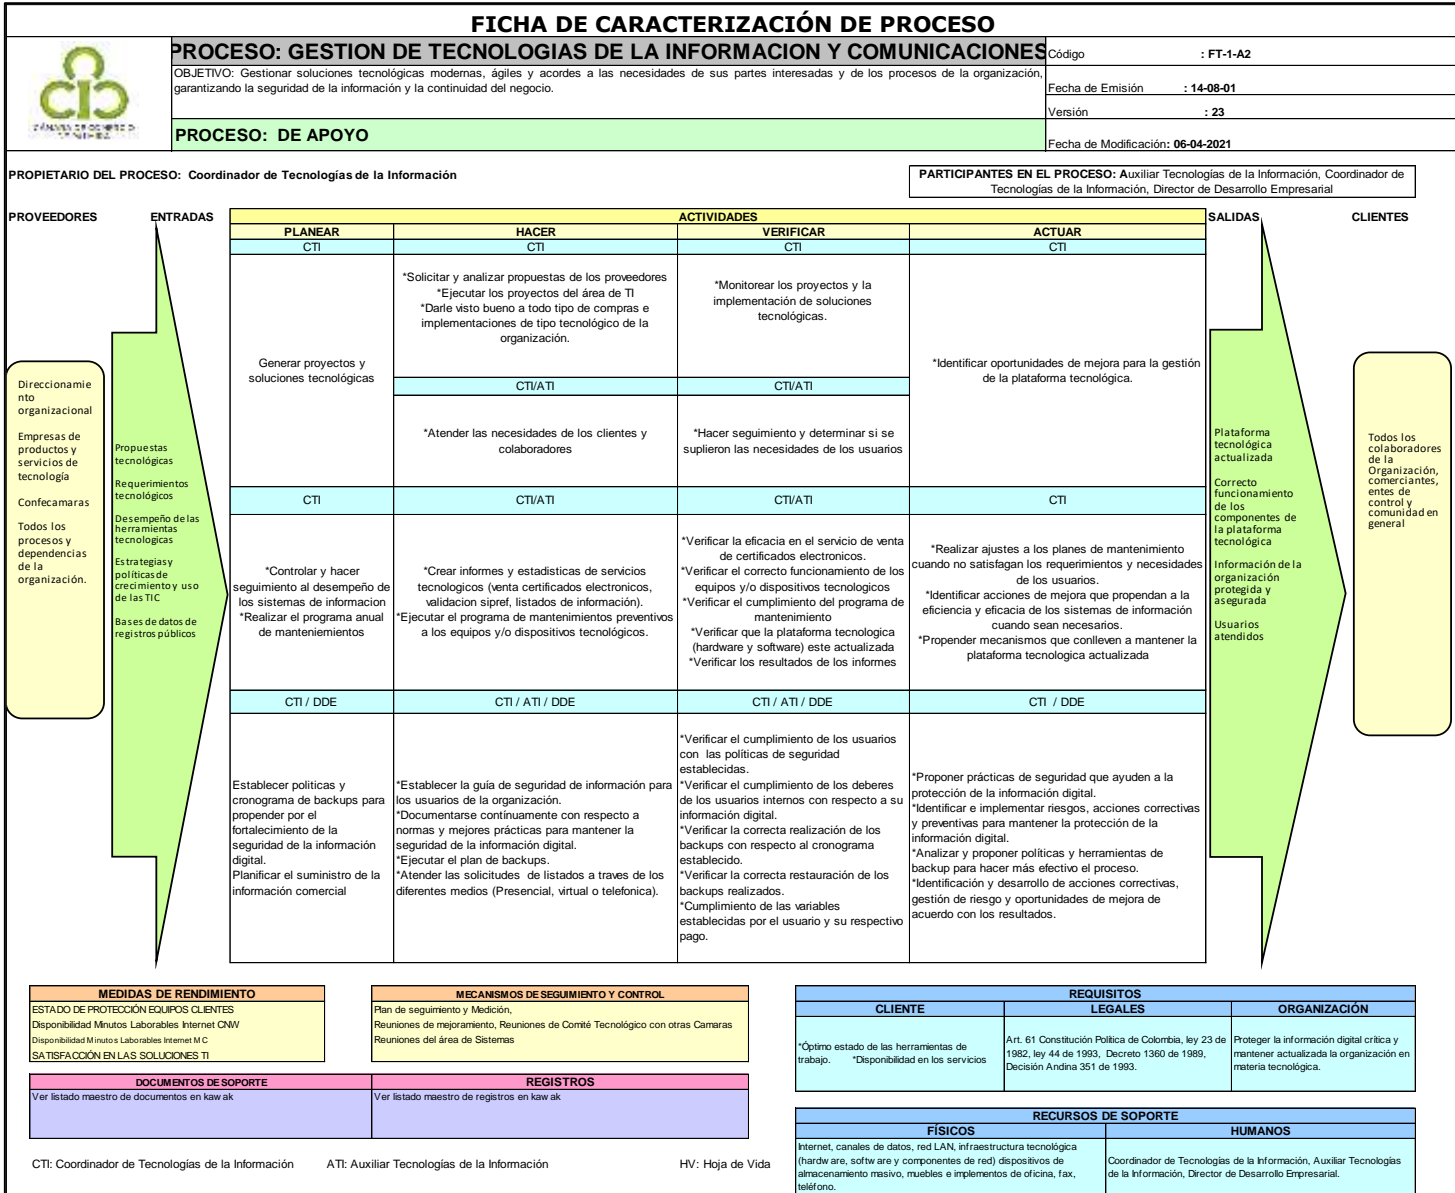 FICHA DE CARACTERIZACIÓN DE PROCESO
PROCESO: GESTION DE TECNOLOGIAS DE LA INFORMACION Y COMUNICACIONES
OBJETIVO: Gestionar soluciones tecnológicas modernas, ágiles y acordes a las necesidades de sus partes interesadas y de los procesos de la organización,
garantizando la seguridad de la información y la continuidad del negocio.
PROCESO: DE APOYO
Código : FT-1-A2
Fecha de Emisión : 14-08-01
Versión : 23
Fecha de Modificación: 06-04-2021
CÁMARA DE COMERCIO
PROPIETARIO DEL PROCESO: Coordinador de Tecnologías de la Información
PARTICIPANTES EN EL PROCESO: Auxiliar Tecnologías de la Información, Coordinador de
Tecnologías de la Información, Director de Desarrollo Empresarial
PROVEEDORES
ENTRADAS
ACTIVIDADES
SALIDAS
CLIENTES
PLANEAR
HACER
VERIFICAR
ACTUAR
CTI
CTI
CTI
CTI
Direccionamie
nto
organizacional
Empresas de
productos y
servicios de
tecnología
Confecamaras
Todos los
procesos y
dependencias
de la
organización.
Propuestas
tecnológicas
Requerimientos
tecnológicos
Desempeño de las
herramientas
tecnologicas
Estrategias y
políticas de
crecimiento y uso
de las TIC
Bases de datos de
registros públicos
Generar proyectos y
soluciones tecnológicas
*Solicitar y analizar propuestas de los proveedores
*Ejecutar los proyectos del área de TI
*Darle visto bueno a todo tipo de compras e
implementaciones de tipo tecnológico de la
organización.
*Monitorear los proyectos y la
implementación de soluciones
tecnológicas.
*Identificar oportunidades de mejora para la gestión
de la plataforma tecnológica.
CTI/ATI
CTI/ATI
*Atender las necesidades de los clientes y
colaboradores
*Hacer seguimiento y determinar si se
suplieron las necesidades de los usuarios
CTI
CTI/ATI
CTI/ATI
CTI
*Controlar y hacer
seguimiento al desempeño de
los sistemas de informacion
*Realizar el programa anual
de manteniemientos
*Crear informes y estadisticas de servicios
tecnologicos (venta certificados electronicos,
validacion sipref, listados de información).
*Ejecutar el programa de mantenimientos preventivos
a los equipos y/o dispositivos tecnológicos.
*Verificar la eficacia en el servicio de venta
de certificados electronicos.
*Verificar el correcto funcionamiento de los
equipos y/o dispositivos tecnologicos
*Verificar el cumplimiento del programa de
mantenimiento
*Verificar que la plataforma tecnologica
(hardware y software) este actualizada
*Verificar los resultados de los informes
*Realizar ajustes a los planes de mantenimiento
cuando no satisfagan los requerimientos y necesidades
de los usuarios.
*Identificar acciones de mejora que propendan a la
eficiencia y eficacia de los sistemas de información
cuando sean necesarios.
*Propender mecanismos que conlleven a mantener la
plataforma tecnologica actualizada
CTI / DDE
CTI / ATI / DDE
CTI / ATI / DDE
CTI / DDE
Establecer politicas y
cronograma de backups para
propender por el
fortalecimiento de la
seguridad de la información
digital.
Planificar el suministro de la
información comercial
*Establecer la guía de seguridad de información para
los usuarios de la organización.
*Documentarse contínuamente con respecto a
normas y mejores prácticas para mantener la
seguridad de la información digital.
*Ejecutar el plan de backups.
*Atender las solicitudes de listados a traves de los
diferentes medios (Presencial, virtual o telefonica).
*Verificar el cumplimiento de los usuarios
con las políticas de seguridad
establecidas.
*Verificar el cumplimiento de los deberes
de los usuarios internos con respecto a su
información digital.
*Verificar la correcta realización de los
backups con respecto al cronograma
establecido.
*Verificar la correcta restauración de los
backups realizados.
*Cumplimiento de las variables
establecidas por el usuario y su respectivo
pago.
*Proponer prácticas de seguridad que ayuden a la
protección de la información digital.
*Identificar e implementar riesgos, acciones correctivas
y preventivas para mantener la protección de la
información digital.
*Analizar y proponer políticas y herramientas de
backup para hacer más efectivo el proceso.
*Identificación y desarrollo de acciones correctivas,
gestión de riesgo y oportunidades de mejora de
acuerdo con los resultados.
Plataforma
tecnológica
actualizada
Correcto
funcionamiento
de los
componentes de
la plataforma
tecnológica
Información de la
organización
protegida y
asegurada
Usuarios
atendidos
Todos los
colaboradores
de la
Organización,
comerciantes,
entes de
control y
comunidad en
general
MEDIDAS DE RENDIMIENTO
ESTADO DE PROTECCIÓN EQUIPOS CLIENTES
Disponibilidad Minutos Laborables Internet CNW
Disponibilidad Minutos Laborables Internet MC
SATISFACCIÓN EN LAS SOLUCIONES TI
MECANISMOS DE SEGUIMIENTO Y CONTROL
Plan de seguimiento y Medición,
Reuniones de mejoramiento, Reuniones de Comité Tecnológico con otras Camaras
Reuniones del área de Sistemas
REQUISITOS
CLIENTE
LEGALES
ORGANIZACIÓN
*Óptimo estado de las herramientas de
trabajo. *Disponibilidad en los servicios
Art. 61 Constitución Política de Colombia, ley 23 de
1982, ley 44 de 1993, Decreto 1360 de 1989,
Decisión Andina 351 de 1993.
Proteger la información digital crítica y
mantener actualizada la organización en
materia tecnológica.
DOCUMENTOS DE SOPORTE
REGISTROS
Ver listado maestro de documentos en kawak
Ver listado maestro de registros en kawak
RECURSOS DE SOPORTE
FÍSICOS
HUMANOS
Internet, canales de datos, red LAN, infraestructura tecnológica
(hardware, software y componentes de red) dispositivos de
almacenamiento masivo, muebles e implementos de oficina, fax,
teléfono.
Coordinador de Tecnologías de la Información, Auxiliar Tecnologías
de la Información, Director de Desarrollo Empresarial.
CTI: Coordinador de Tecnologías de la Información
ATI: Auxiliar Tecnologías de la Información
HV: Hoja de Vida